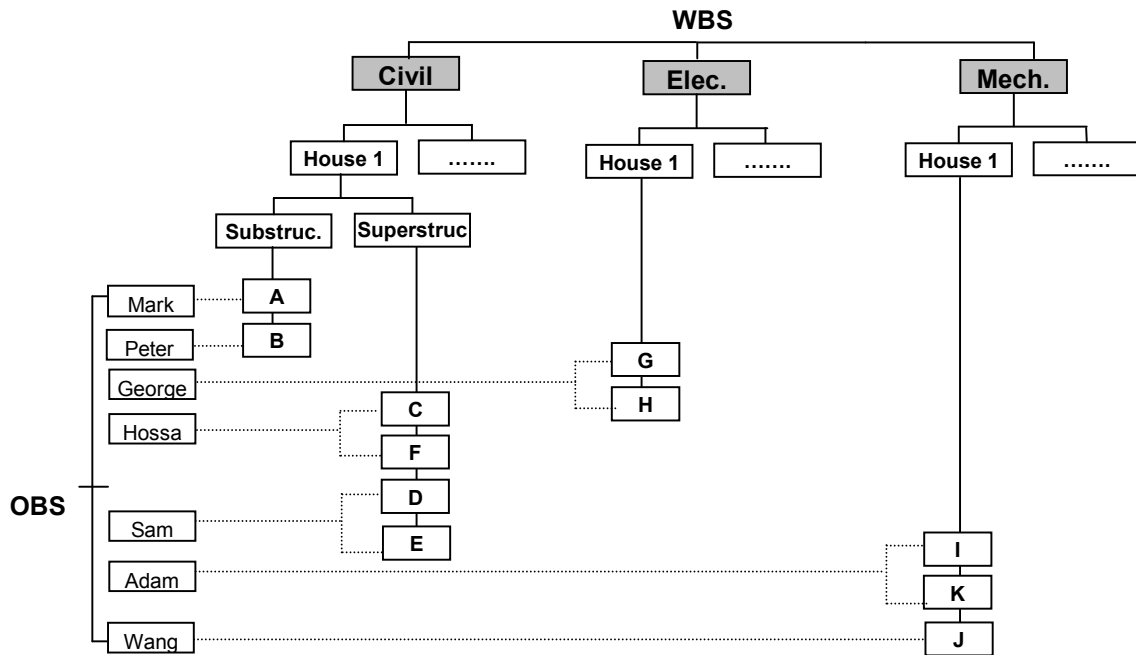 WBS
Civil
Elec.
Mech.
House 1
.......
House 1
.......
House 1
.......
Substruc.
Superstruc
Mark
A
Peter
B
G
George
H
C
Hossa
F
D
OBS
Sam
E
I
Adam
K
Wang
J